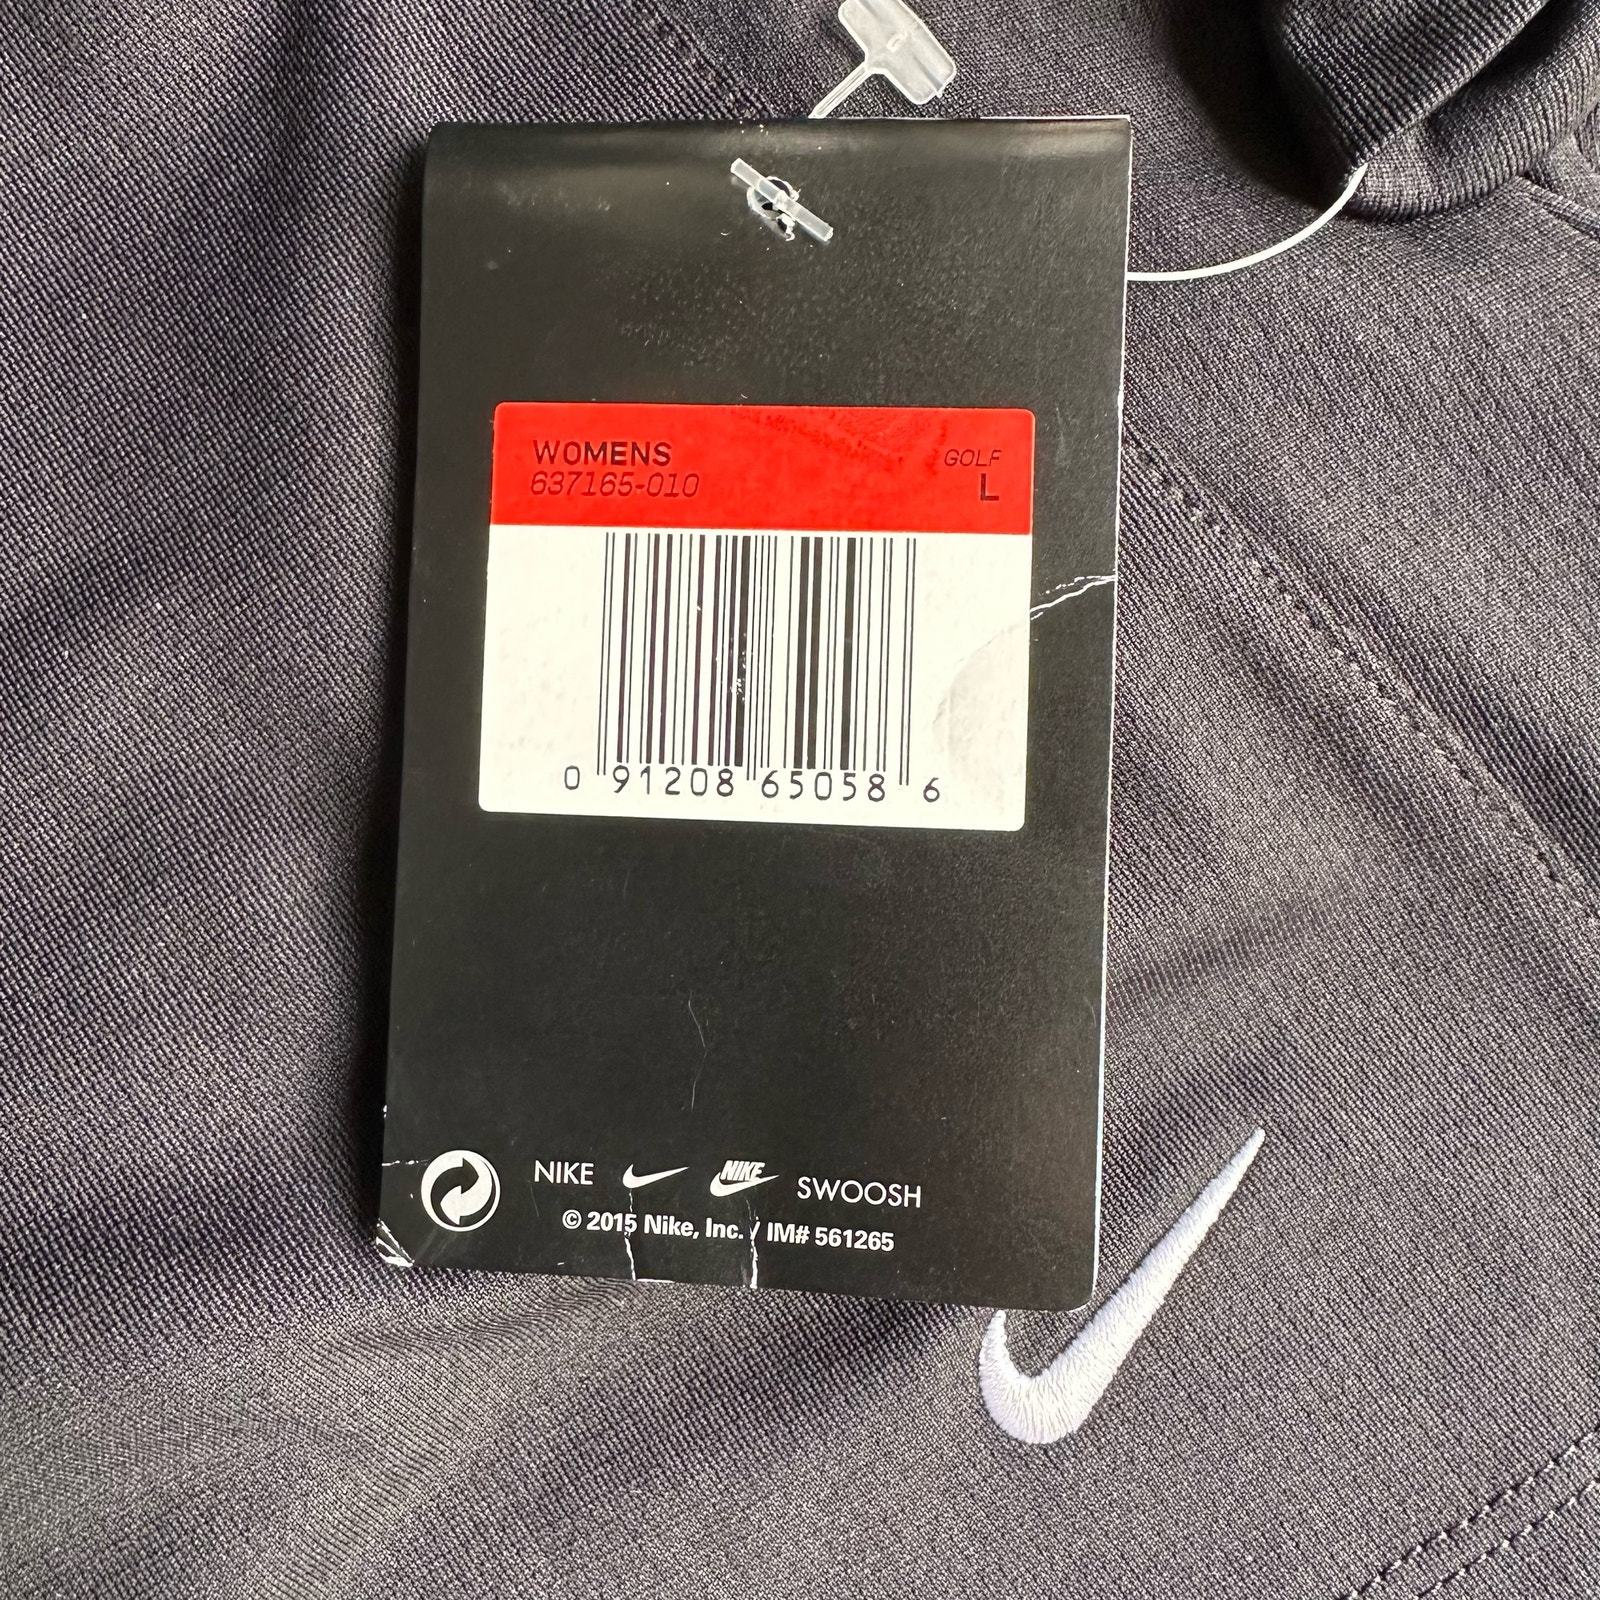 WOMENS GOLF
637165-010 L
0 91208 65058 6
NIKE NIKE SWOOSH
© 2015 Nike, Inc. / IM# 561265